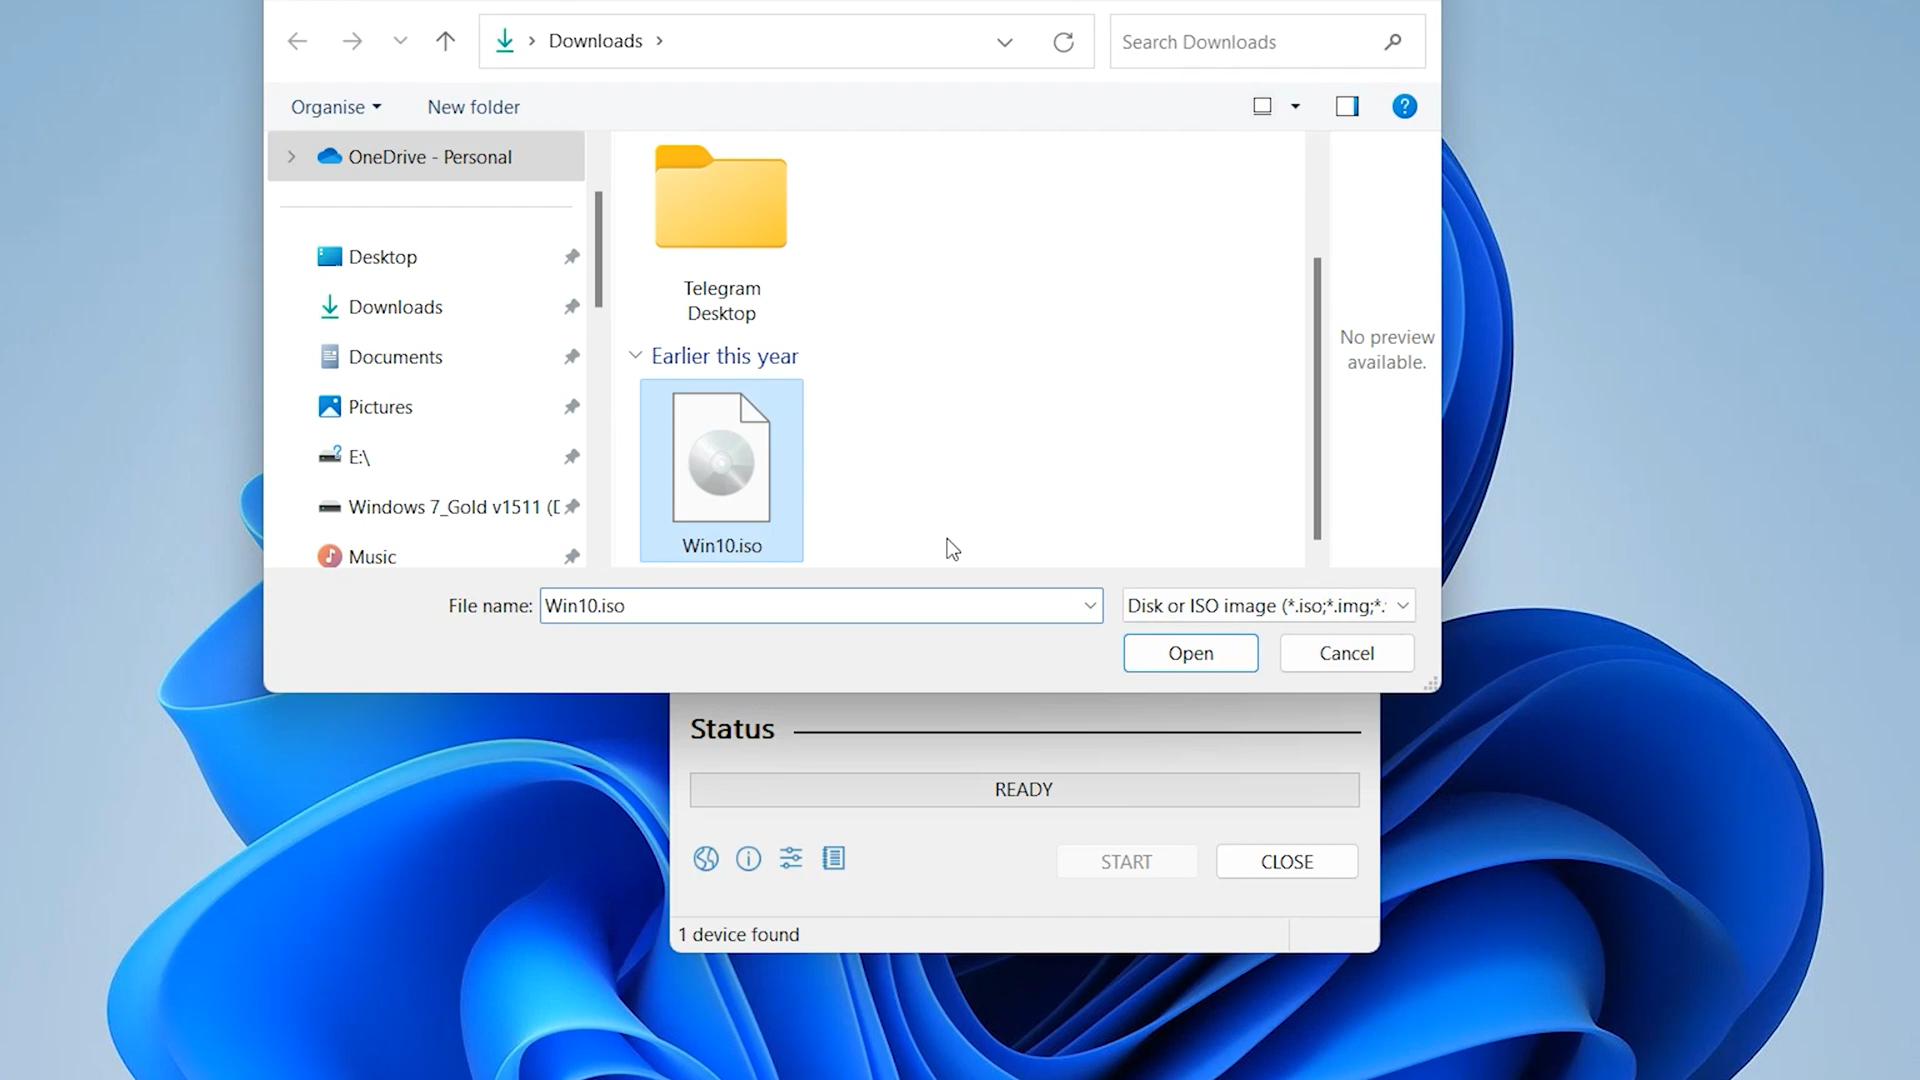 Downloads
Search Downloads
Organise
New folder
OneDrive - Personal
Desktop
Downloads
Documents
Pictures
E:\
Windows 7_Gold v1511 (D
Music
Telegram
Desktop
Earlier this year
Win10.iso
No preview
available.
File name:
Win10.iso
Disk or ISO image (*.iso;*.img;*.
Open
Cancel
Status
READY
START
CLOSE
1 device found